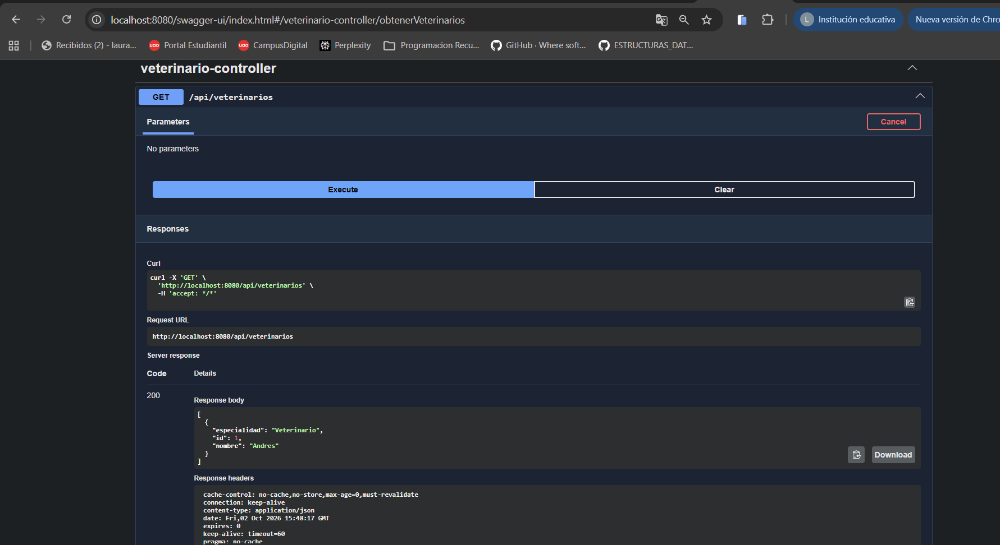 localhost:8080/swagger-ui/index.html#/veterinario-controller/obtenerVeterinarios
L Institución educativa
Nueva versión de Chro
Recibidos (2) - laura...
uao Portal Estudiantil
uao CampusDigital
Perplexity
Programacion Recu...
GitHub · Where soft...
ESTRUCTURAS_DAT...
veterinario-controller
GET /api/veterinarios
Parameters
Cancel
No parameters
Execute
Clear
Responses
Curl
curl -X 'GET' \
'http://localhost:8080/api/veterinarios' \
-H 'accept: */*'
Request URL
http://localhost:8080/api/veterinarios
Server response
Code Details
200
Response body
[
{
"especialidad": "Veterinario",
"id": 1,
"nombre": "Andres"
}
]
Download
Response headers
cache-control: no-cache,no-store,max-age=0,must-revalidate
connection: keep-alive
content-type: application/json
date: Fri,02 Oct 2026 15:48:17 GMT
expires: 0
keep-alive: timeout=60
pragma: no-cache